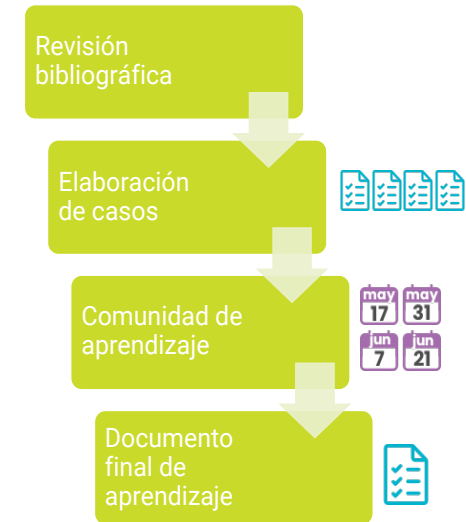 Revisión
bibliográfica
Elaboración
de casos
Comunidad de
aprendizaje
may may
17 31
jun jun
7 21
Documento
final de
aprendizaje